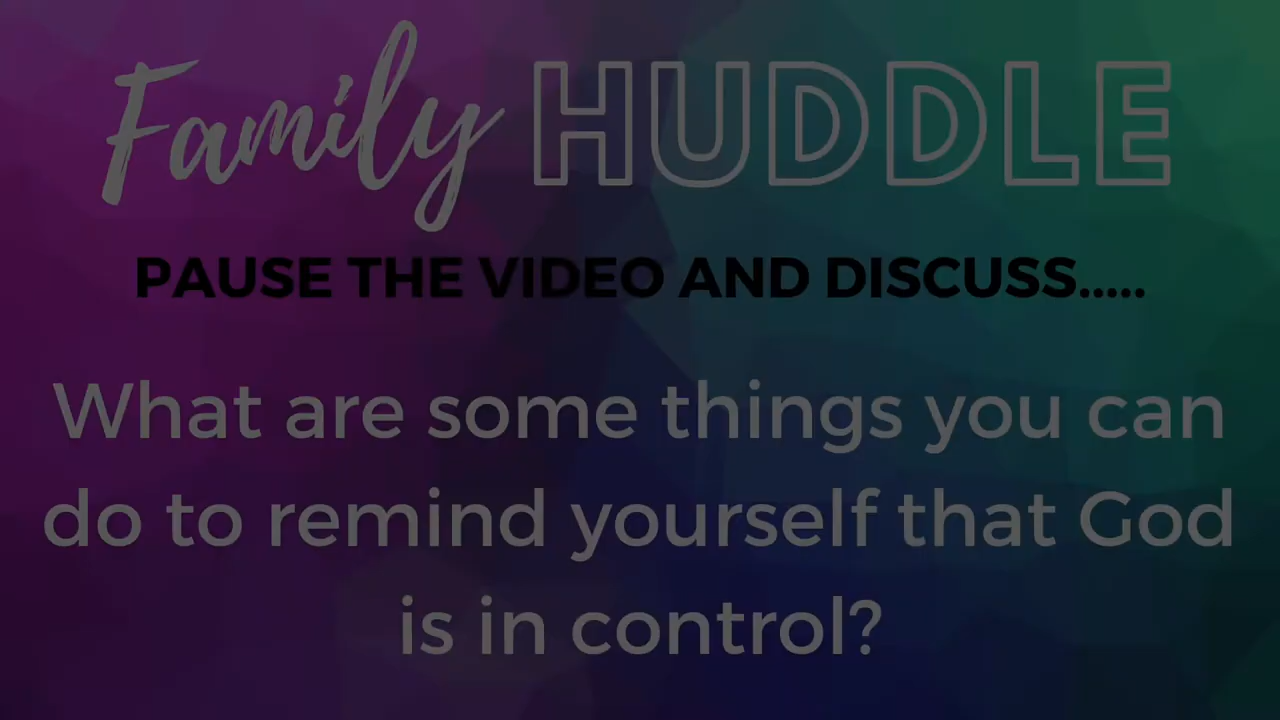 Family HUDDLE
PAUSE THE VIDEO AND DISCUSS.....
What are some things you can
do to remind yourself that God
is in control?